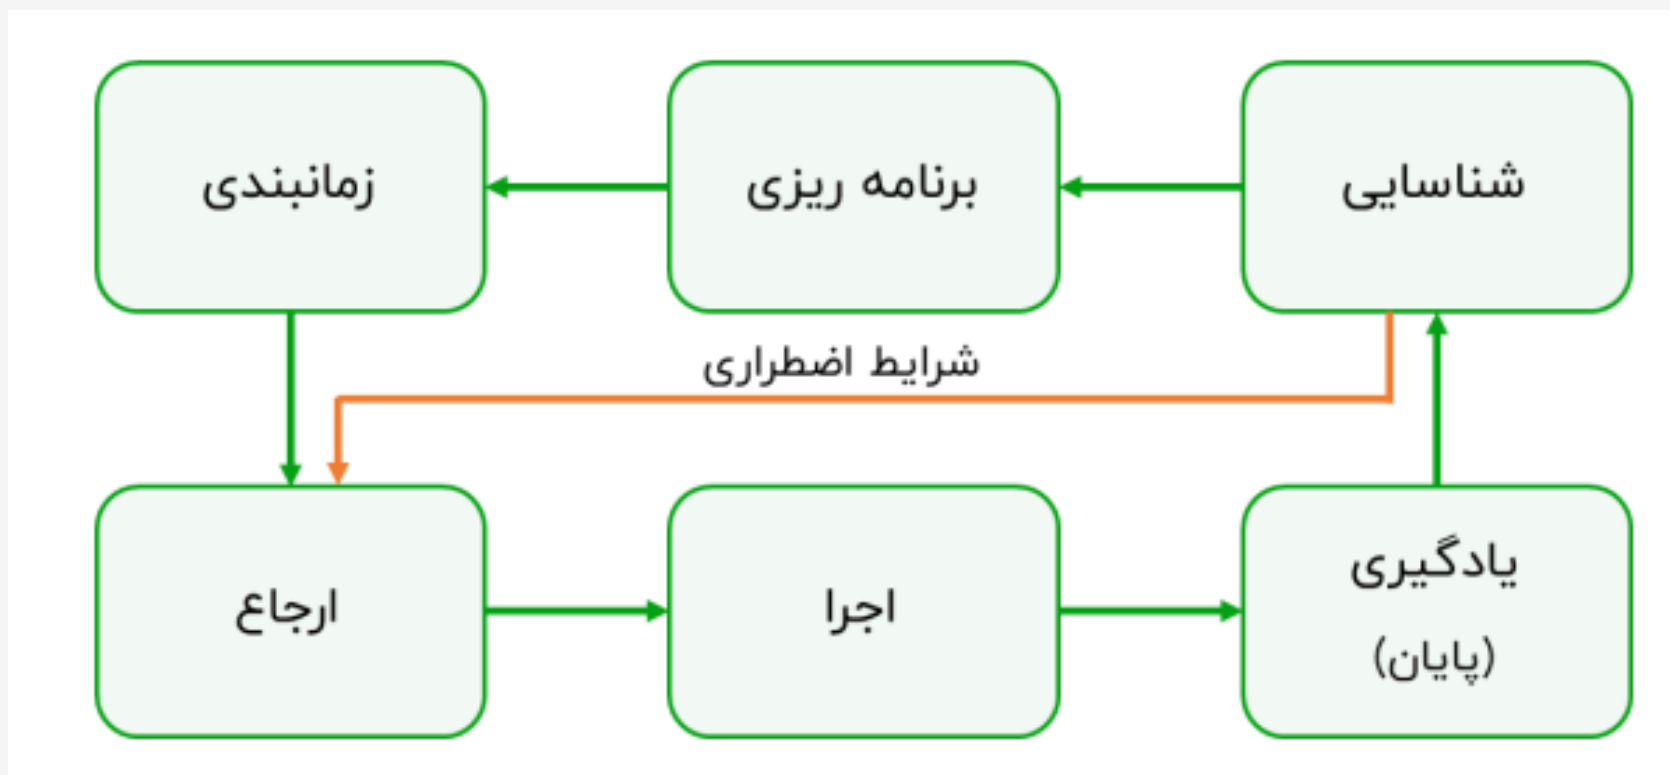 شناسایی
برنامه ریزی
زمانبندی
شرایط اضطراری
ارجاع
اجرا
یادگیری
(پایان)